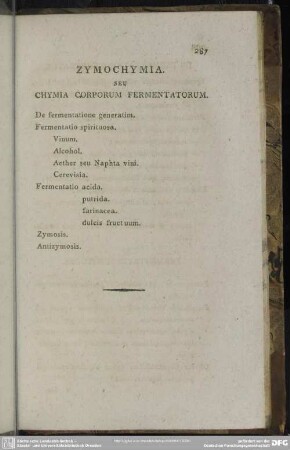 287
ZYMOCHYMIA.
SEU
CHYMIA CORPORUM FERMENTATORUM.
De fermentatione generatim.
Fermentatio spirituosa.
Vinum.
Alcohol.
Aether seu Naphta vini.
Cerevisia.
Fermentatio acida.
putrida.
farinacea.
dulcis fructuum.
Zymosis.
Antizymosis.